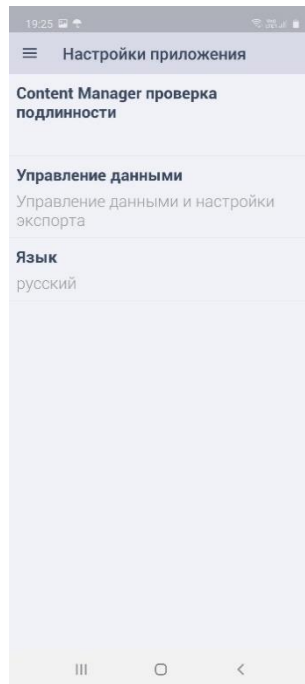 19:25
Настройки приложения
Content Manager проверка
подлинности
Управление данными
Управление данными и настройки
экспорта
Язык
русский